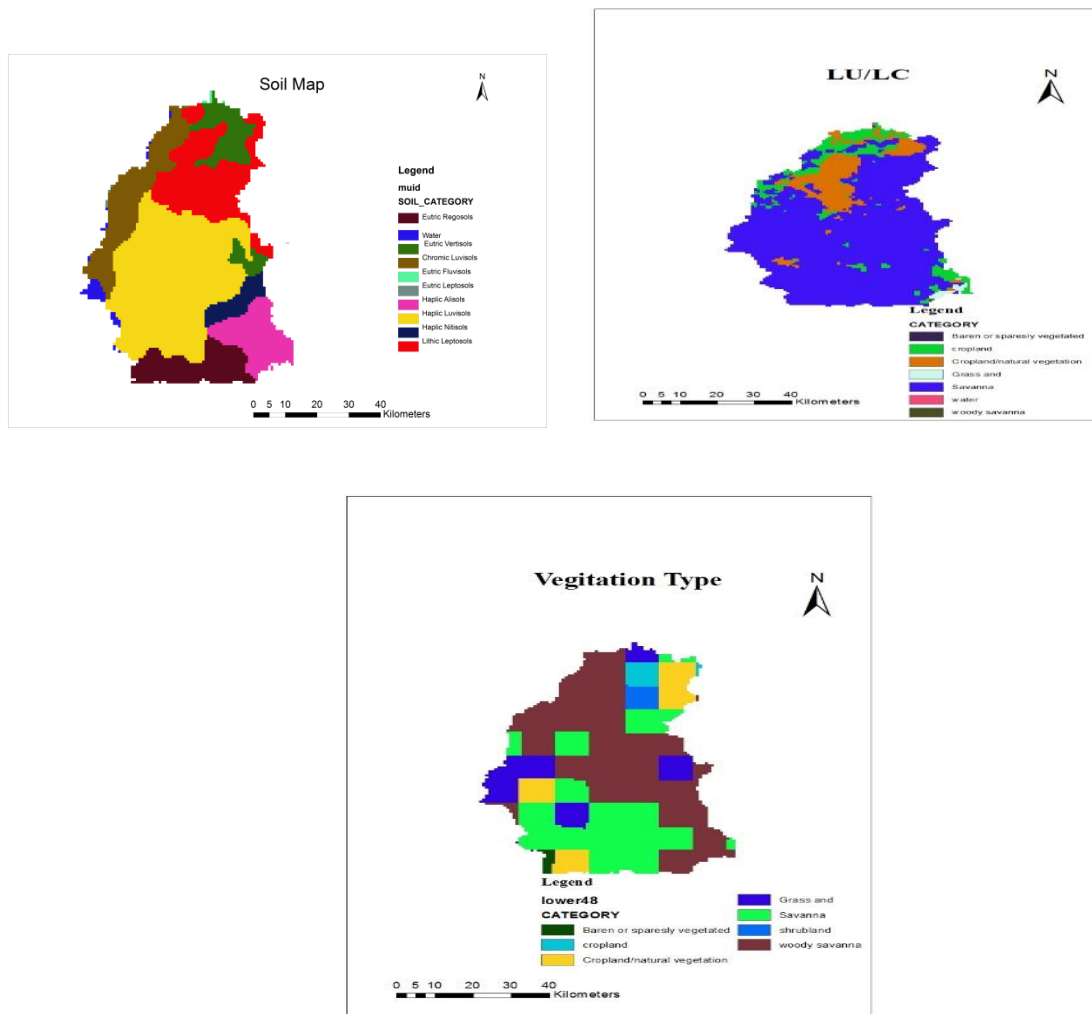 Soil Map
N
Legend
muid
SOIL_CATEGORY
Eutric Regosols
Water
Eutric Vertisols
Chromic Luvisols
Eutric Fluvisols
Eutric Leptosols
Haplic Alisols
Haplic Luvisols
Haplic Nitisols
Lithic Leptosols
0 5 10 20 30 40
Kilometers
LU/LC
N
Legend
CATEGORY
Baren or sparesly vegetated
cropland
Cropland/natural vegetation
Grass and
Savanna
water
woody savanna
0 5 10 20 30 40
Kilometers
Vegitation Type
N
Legend
lower48
CATEGORY
Baren or sparesly vegetated
cropland
Cropland/natural vegetation
Grass and
Savanna
shrubland
woody savanna
0 5 10 20 30 40
Kilometers